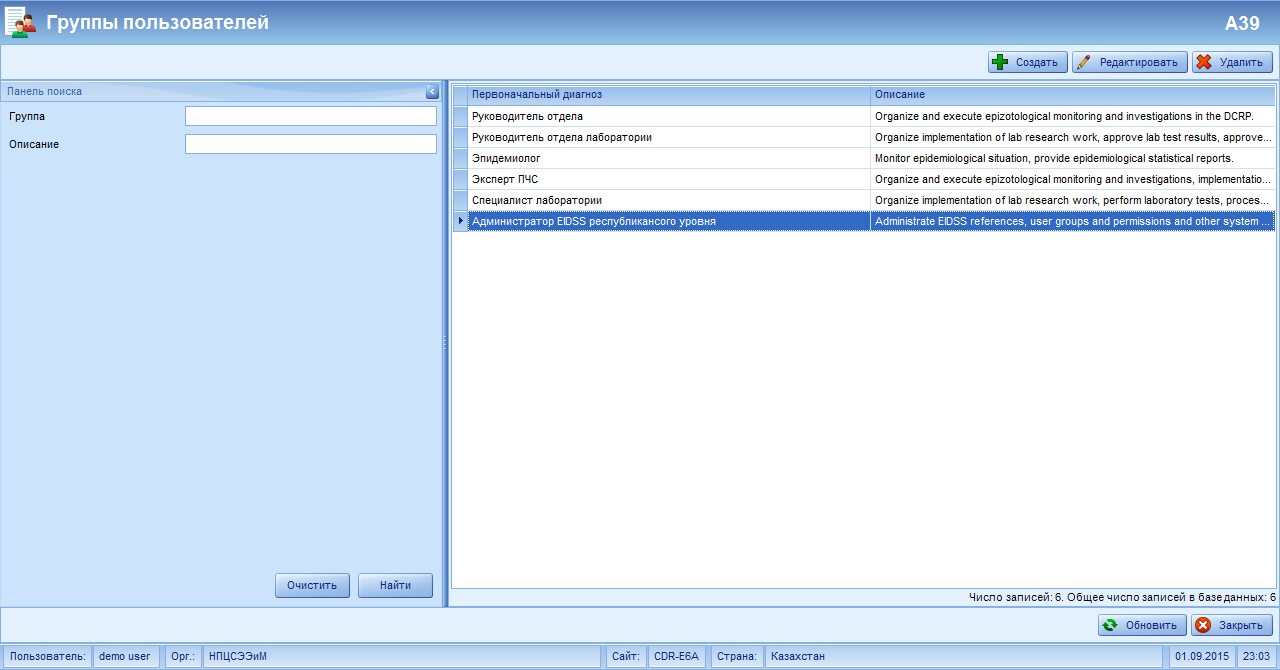 Группы пользователей
A39
Создать
Редактировать
Удалить
Панель поиска
Группа
Описание
Очистить
Найти
Первоначальный диагноз Описание
Руководитель отдела Organize and execute epizotological monitoring and investigations in the DCRP.
Руководитель отдела лаборатории Organize implementation of lab research work, approve lab test results, approve...
Эпидемиолог Monitor epidemiological situation, provide epidemiological statistical reports.
Эксперт ПЧС Organize and execute epizotological monitoring and investigations, implementatio...
Специалист лаборатории Organize implementation of lab research work, perform laboratory tests, proces...
Администратор EIDSS республикансого уровня Administrate EIDSS references, user groups and permissions and other system ...
Число записей: 6. Общее число записей в базе данных: 6
Обновить
Закрыть
Пользователь: demo user Орг.: НПЦСЭЭиМ Сайт: CDR-E6A Страна: Казахстан 01.09.2015 23:03